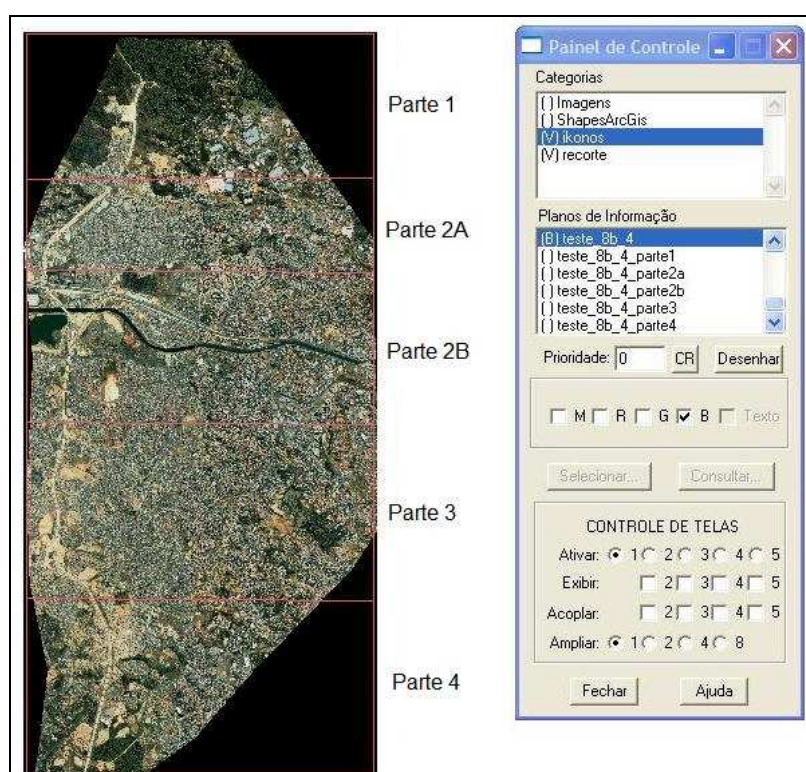 Parte 1
Parte 2A
Parte 2B
Parte 3
Parte 4
Painel de Controle
Categorias
( ) Imagens
( ) ShapesArcGis
(V) ikonos
(V) recorte
Planos de Informação
(B) teste_8b_4
( ) teste_8b_4_parte1
( ) teste_8b_4_parte2a
( ) teste_8b_4_parte2b
( ) teste_8b_4_parte3
( ) teste_8b_4_parte4
Prioridade: 0 CR Desenhar
M R G B Texto
Selecionar... Consultar...
CONTROLE DE TELAS
Ativar: 1 2 3 4 5
Exibir: 2 3 4 5
Acoplar: 2 3 4 5
Ampliar: 1 2 4 8
Fechar Ajuda